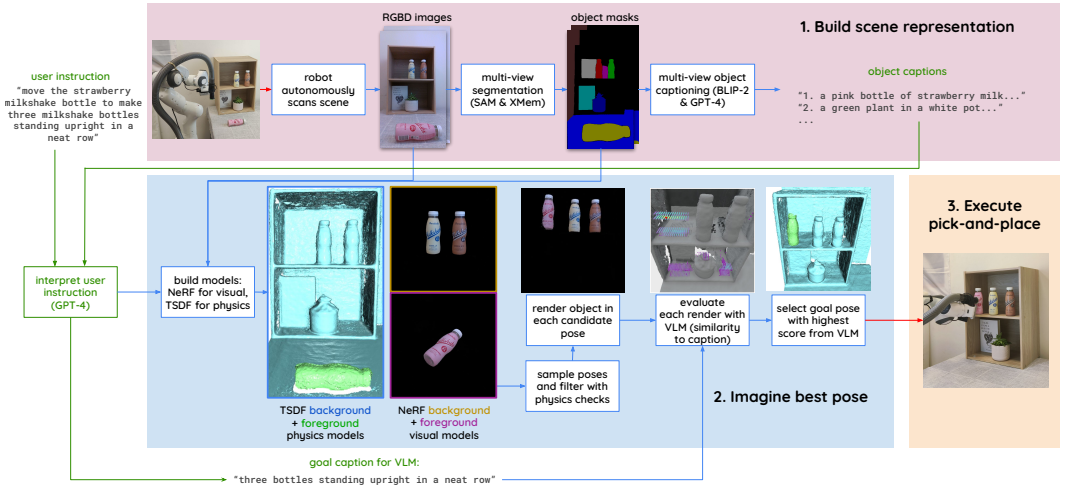 RGBD images
object masks
1. Build scene representation
user instruction
"move the strawberry
milkshake bottle to make
three milkshake bottles
standing upright in a
neat row"
robot
autonomously
scans scene
multi-view
segmentation
(SAM & XMem)
multi-view object
captioning (BLIP-2
& GPT-4)
object captions
"1. a pink bottle of strawberry milk..."
"2. a green plant in a white pot..."
...
interpret user
instruction
(GPT-4)
build models:
NeRF for visual,
TSDF for physics
TSDF background
+ foreground
physics models
NeRF background
+ foreground
visual models
render object in
each candidate
pose
sample poses
and filter with
physics checks
evaluate
each render with
VLM (similarity
to caption)
select goal pose
with highest
score from VLM
2. Imagine best pose
3. Execute
pick-and-place
goal caption for VLM:
"three bottles standing upright in a neat row"